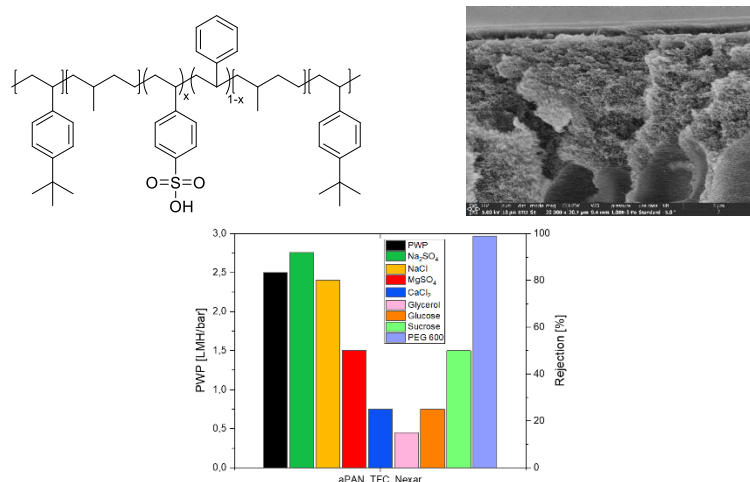 x
1-x
O=S=O
OH
3,0
2,5
2,0
1,5
1,0
0,5
0,0
PWP [LMH/bar]
PWP
Na2SO4
NaCl
MgSO4
CaCl2
Glycerol
Glucose
Sucrose
PEG 600
100
80
60
40
20
0
Rejection [%]
aPAN_TFC_Nexar